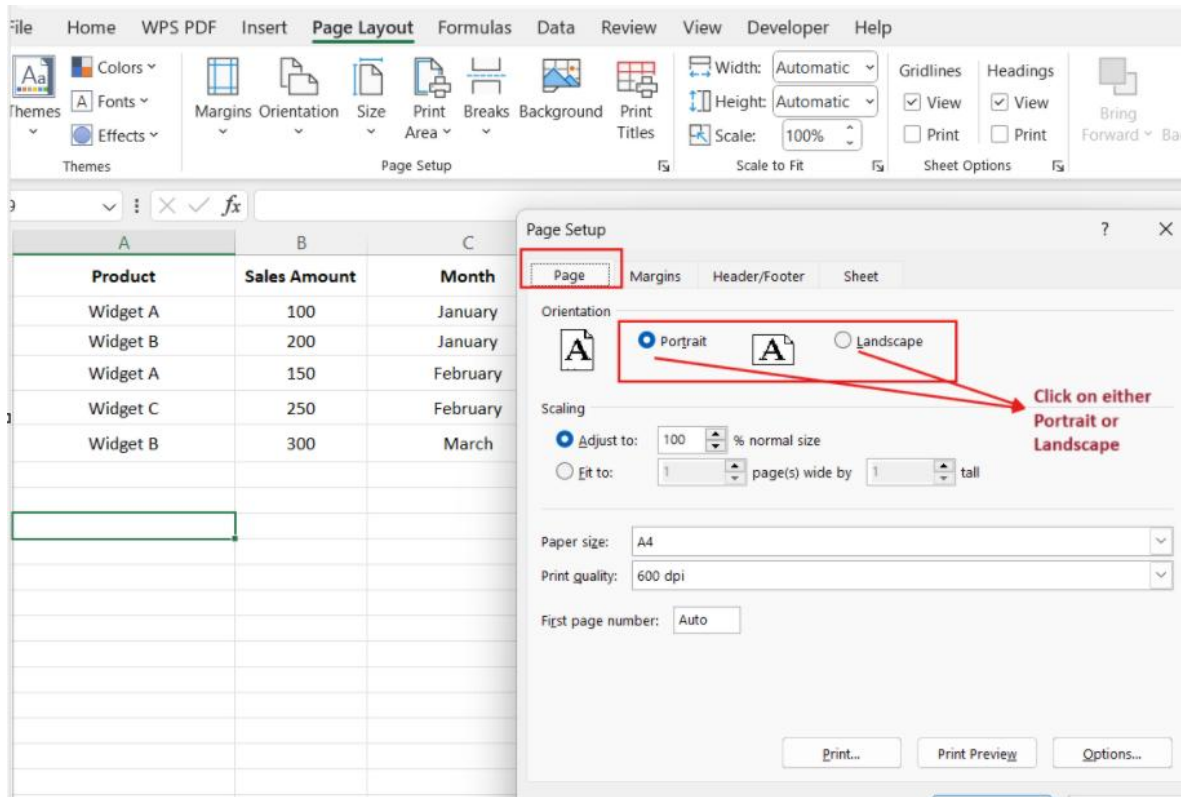 File Home WPS PDF Insert Page Layout Formulas Data Review View Developer Help
Aa Colors Width: Automatic Gridlines Headings
A Fonts Margins Orientation Size Print Breaks Background Print Height: Automatic View View Bring
Themes Effects Area Titles Scale: 100% Print Print Forward Ba
Themes Page Setup Scale to Fit Sheet Options
9 fx
Page Setup ? X
A B C
Product Sales Amount Month
Widget A 100 January
Widget B 200 January
Widget A 150 February
Widget C 250 February
Widget B 300 March
Page Margins Header/Footer Sheet
Orientation
A Portrait A Landscape
Click on either
Portrait or
Landscape
Scaling
Adjust to: 100 % normal size
Fit to: 1 page(s) wide by 1 tall
Paper size: A4
Print quality: 600 dpi
First page number: Auto
Print... Print Preview Options...